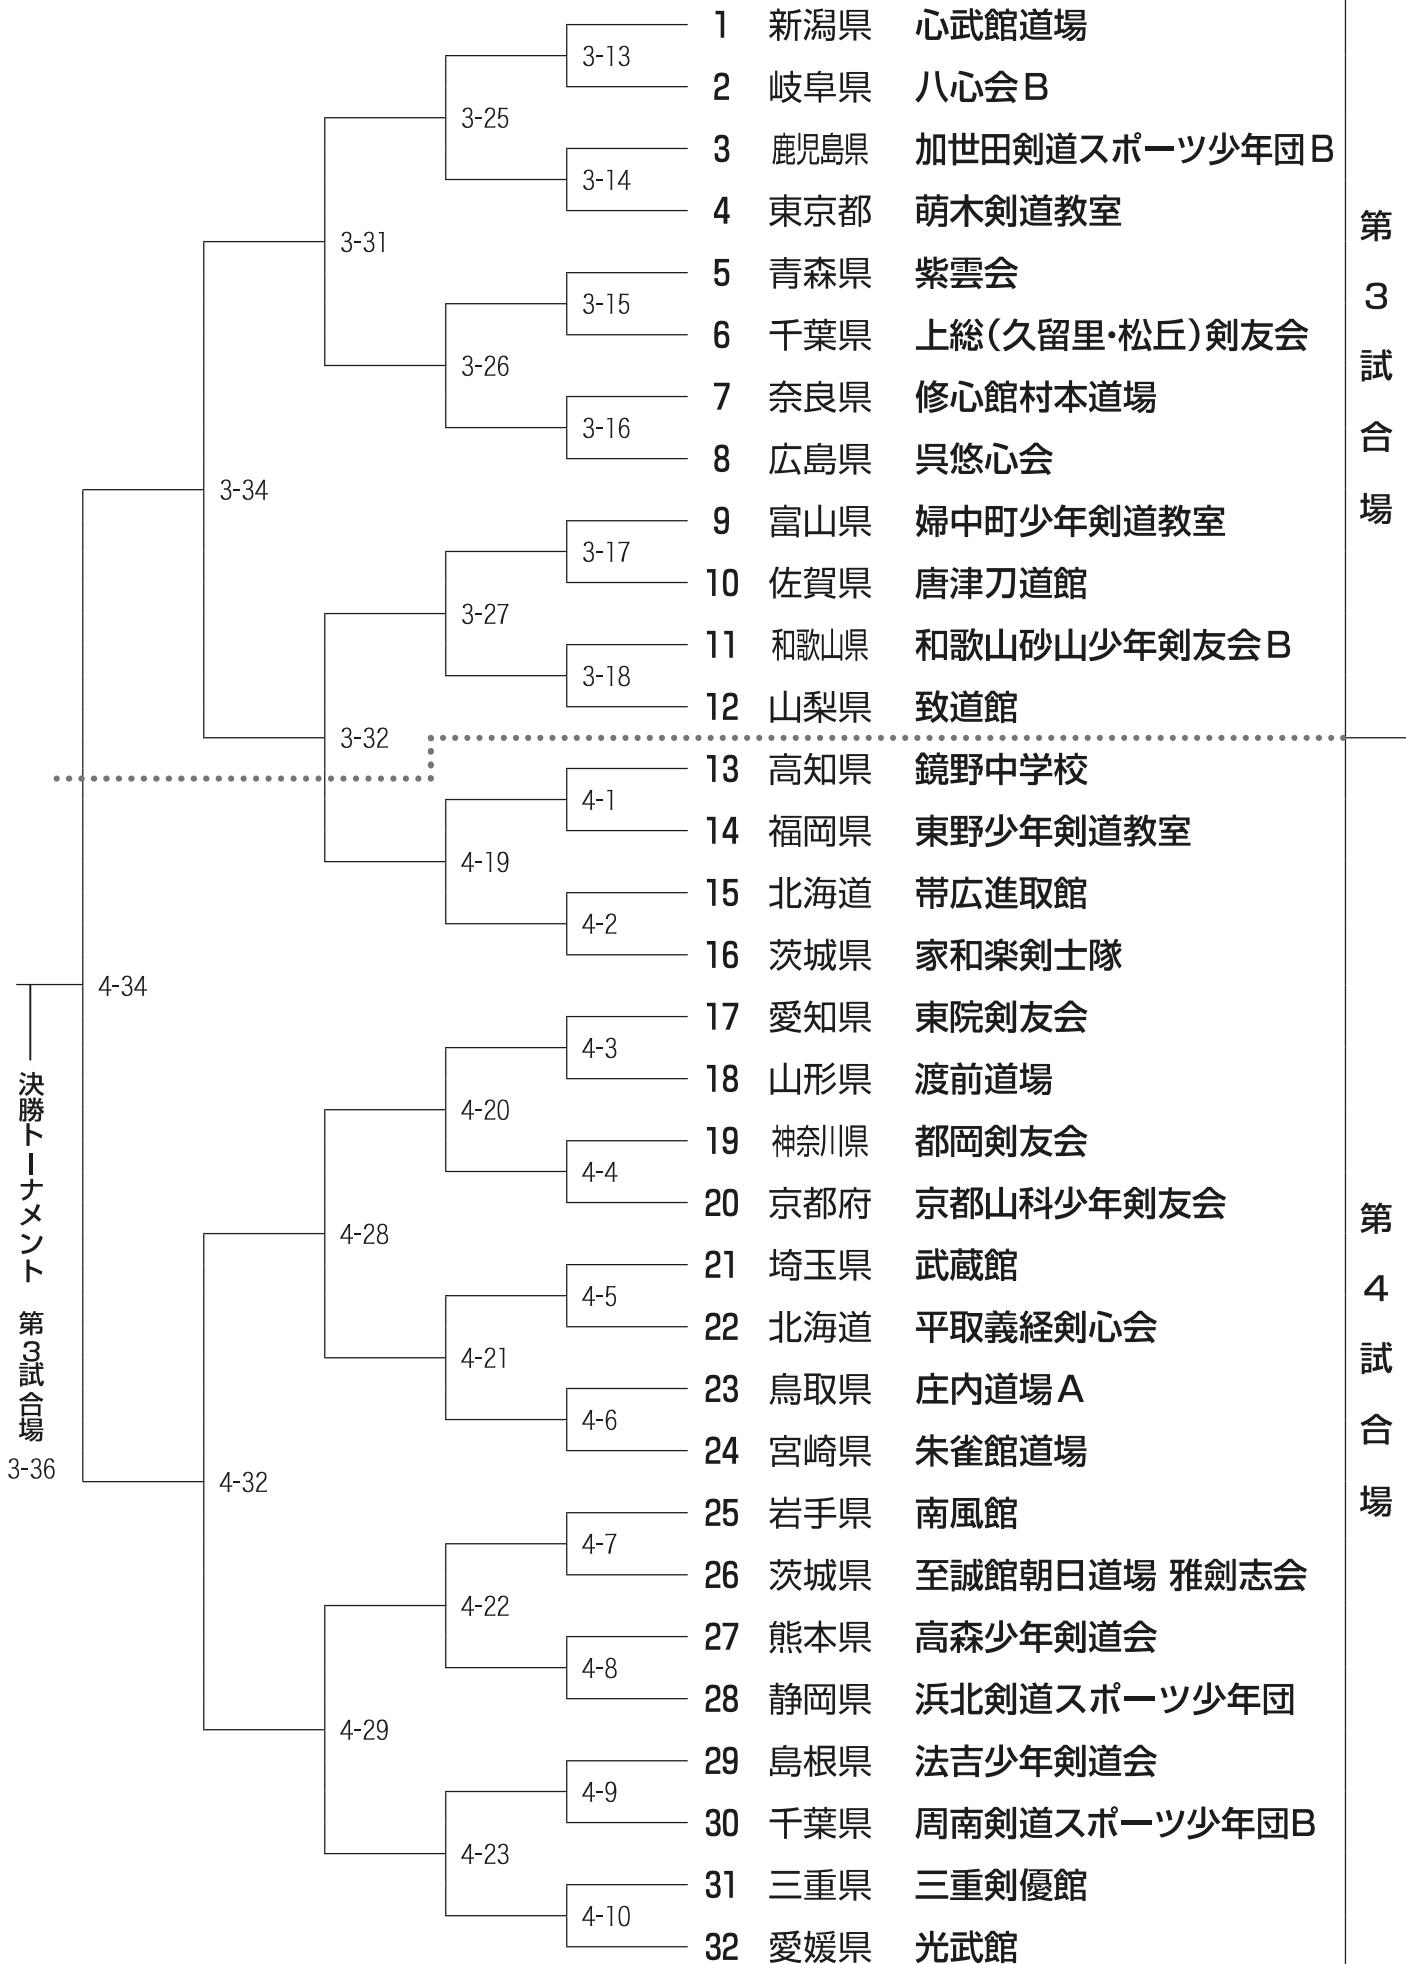 1 新潟県 心武館道場
3-13
2 岐阜県 八心会B
3-25
3 鹿児島県 加世田剣道スポーツ少年団B
3-14
4 東京都 萌木剣道教室
3-31
5 青森県 紫雲会
3-15
6 千葉県 上総(久留里・松丘)剣友会
3-26
7 奈良県 修心館村本道場
3-16
8 広島県 呉悠心会
3-34
9 富山県 婦中町少年剣道教室
3-17
10 佐賀県 唐津刀道館
3-27
11 和歌山県 和歌山砂山少年剣友会B
3-18
12 山梨県 致道館
3-32
第3試合場
13 高知県 鏡野中学校
4-1
14 福岡県 東野少年剣道教室
4-19
15 北海道 帯広進取館
4-2
16 茨城県 家和楽剣士隊
4-34
17 愛知県 東院剣友会
4-3
18 山形県 渡前道場
4-20
19 神奈川県 都岡剣友会
4-4
20 京都府 京都山科少年剣友会
4-28
21 埼玉県 武蔵館
4-5
22 北海道 平取義経剣心会
4-21
23 鳥取県 庄内道場A
4-6
24 宮崎県 朱雀館道場
4-32
25 岩手県 南風館
4-7
26 茨城県 至誠館朝日道場 雅劍志会
4-22
27 熊本県 高森少年剣道会
4-8
28 静岡県 浜北剣道スポーツ少年団
4-29
29 島根県 法吉少年剣道会
4-9
30 千葉県 周南剣道スポーツ少年団B
4-23
31 三重県 三重剣優館
4-10
32 愛媛県 光武館
第4試合場
決勝トーナメント 第3試合場
3-36